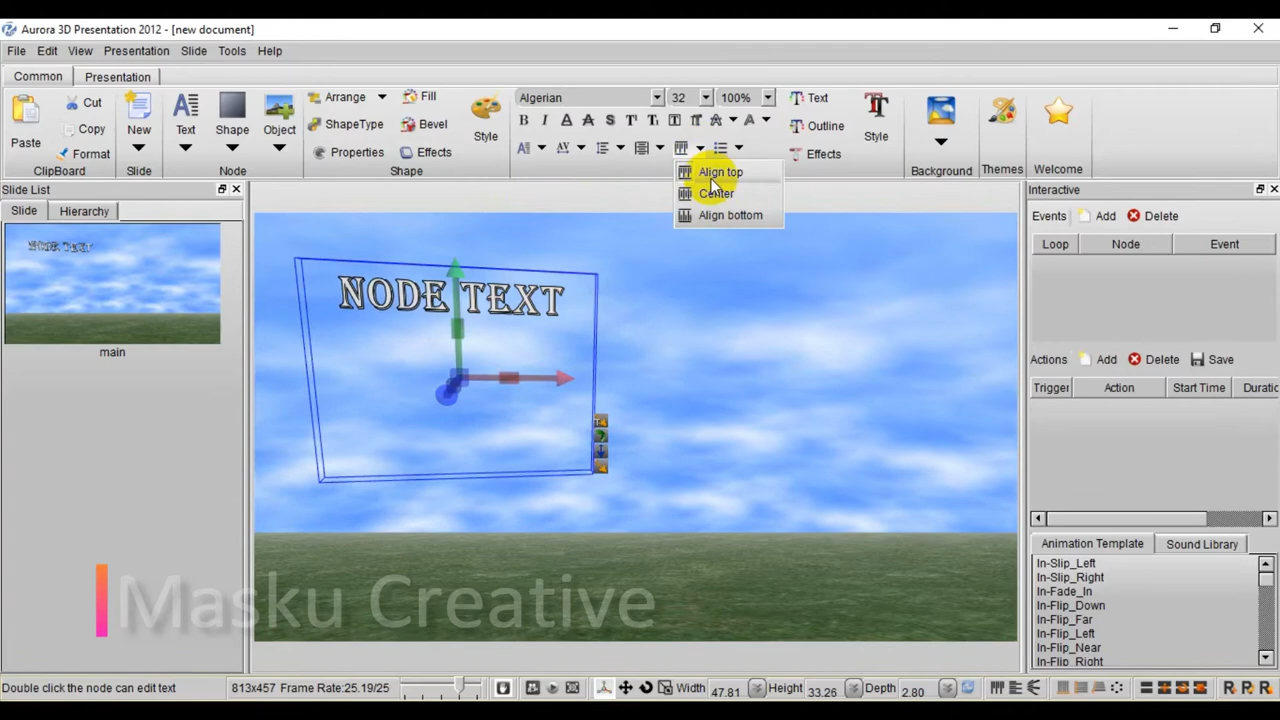 Aurora 3D Presentation 2012 - [new document]
File Edit View Presentation Slide Tools Help
Common Presentation
Paste Cut Copy Format ClipBoard
New Slide
Text Shape Object Node
Arrange ShapeType Properties Fill Bevel Effects Style Shape
Algerian 32 100%
Text Outline Effects Style
Background
Themes
Welcome
Align top
Center
Align bottom
Slide List
Slide Hierarchy
NODE TEXT
main
NODE TEXT
Masku Creative
Interactive
Events Add Delete
Loop Node Event
Actions Add Delete Save
Trigger Action Start Time Duratio
Animation Template Sound Library
In-Slip_Left
In-Slip_Right
In-Fade_In
In-Flip_Down
In-Flip_Far
In-Flip_Left
In-Flip_Near
In-Flip_Right
Double click the node can edit text 813x457 Frame Rate:25.19/25 Width 47.81 Height 33.26 Depth 2.80